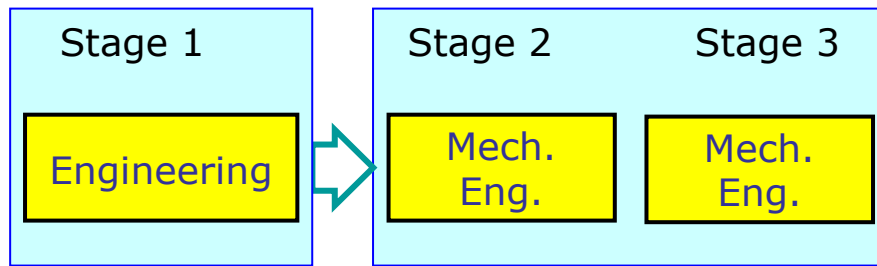 Stage 1
Stage 2
Stage 3
Engineering
Mech.
Eng.
Mech.
Eng.